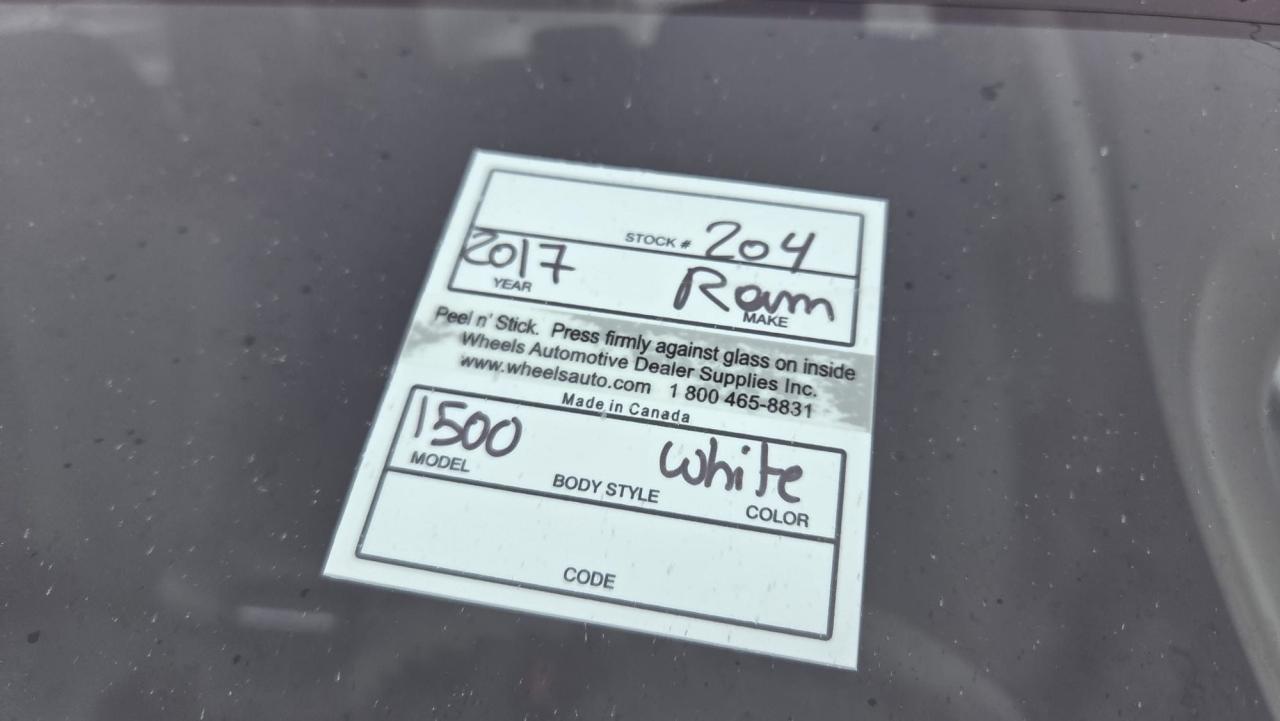 STOCK # 204
2017 Ram
YEAR MAKE
Peel n' Stick. Press firmly against glass on inside
Wheels Automotive Dealer Supplies Inc.
www.wheelsauto.com 1 800 465-8831
Made in Canada
1500 White
MODEL BODY STYLE COLOR
CODE